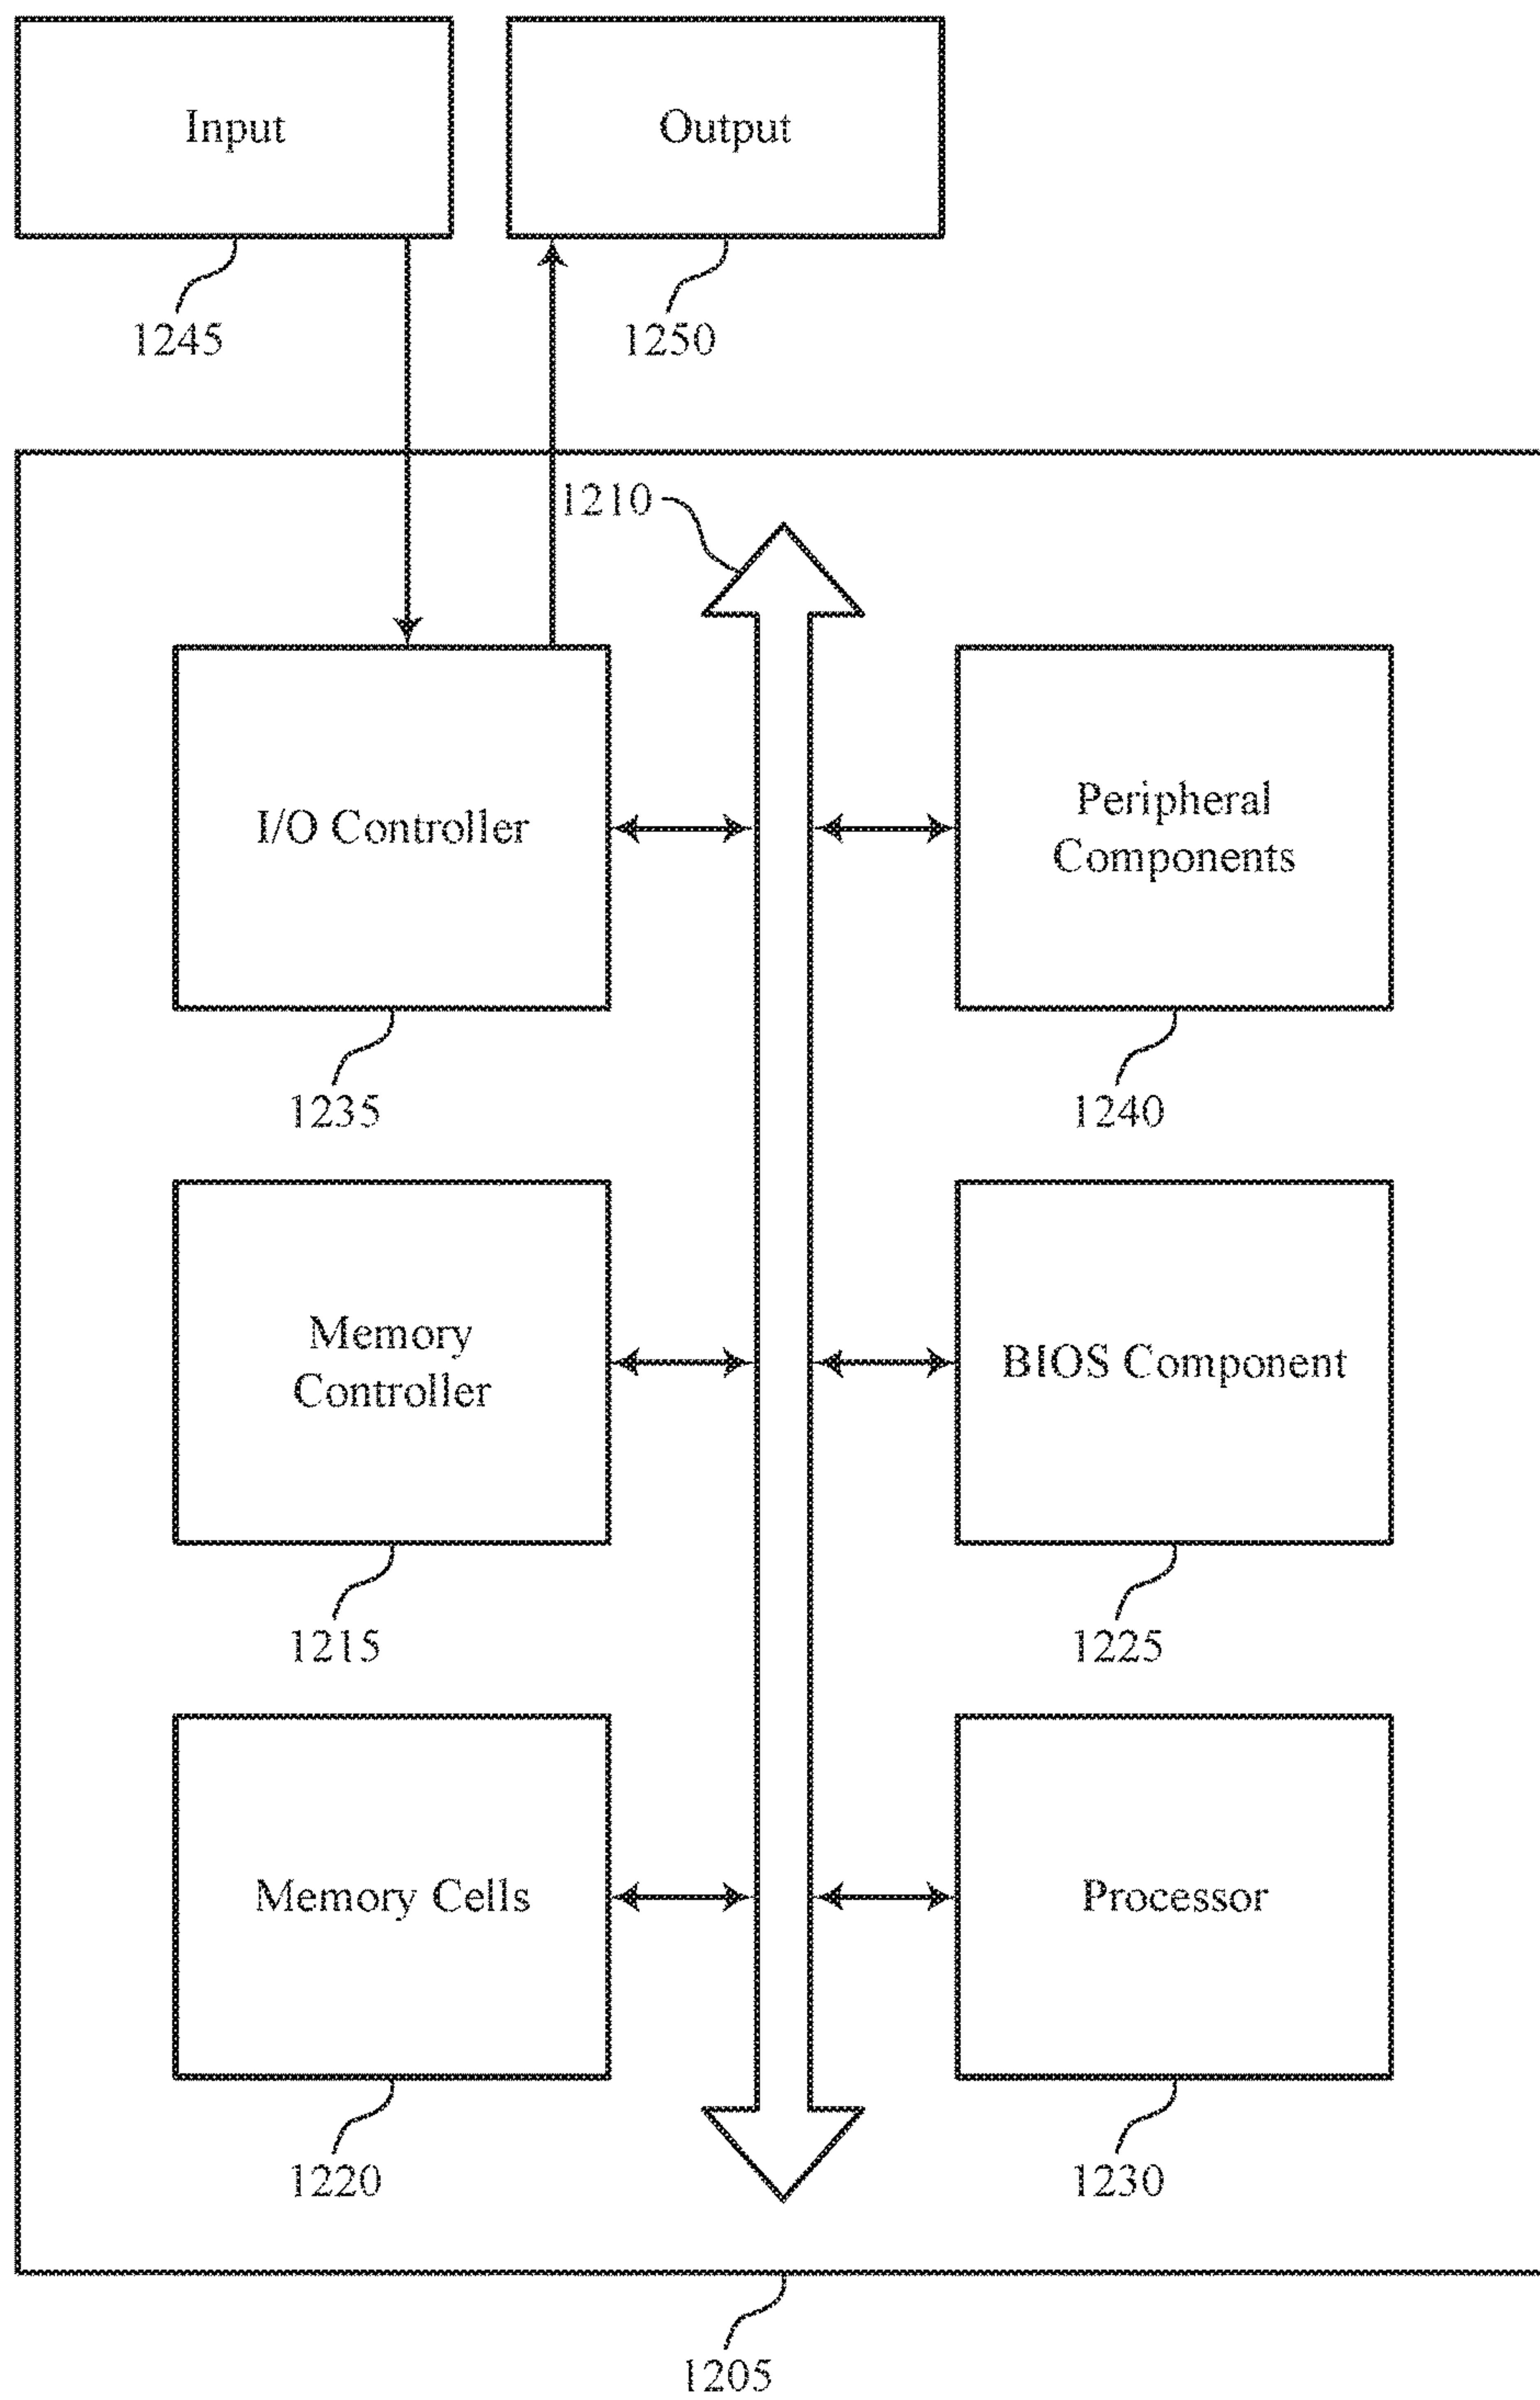 Input
Output
1245
1250
1210
I/O Controller
Peripheral
Components
1235
1240
Memory
Controller
BIOS Component
1215
1225
Memory Cells
Processor
1220
1230
1205